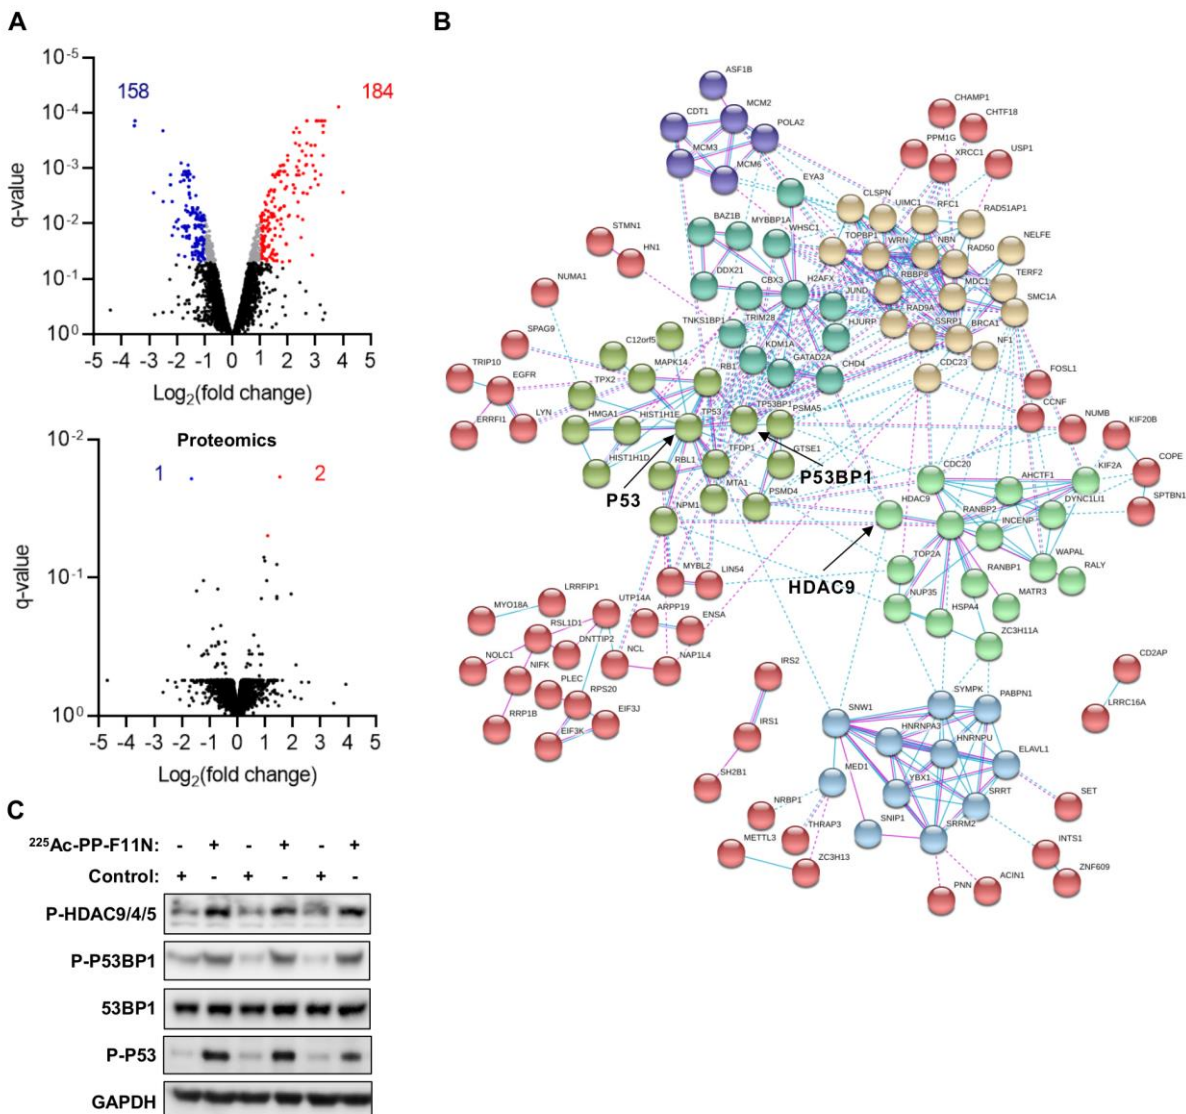 A
10-5
158
184
10-4
10-3
10-2
10-1
100
q-value
-5 -4 -3 -2 -1 0 1 2 3 4 5
Log2(fold change)
Proteomics
10-2
1
2
10-1
100
q-value
-5 -4 -3 -2 -1 0 1 2 3 4 5
Log2(fold change)
B
ASF1B
MCM2
CDT1
POLA2
MCM3
MCM6
CHAMP1
CHTF18
PPM1G
XRCC1
USP1
EYA3
CLSPN
UIMC1
RFC1
RAD51AP1
STMN1
HN1
BAZ1B
MYBBP1A
WHSC1
TOPBP1
WRN
NBN
RAD50
NELFE
NUMA1
DDX21
CBX3
H2AFX
JUND
RBBP8
MDC1
TERF2
SMC1A
TNKS1BP1
TRIM28
HJURP
RAD9A
SSRP1
BRCA1
NF1
SPAG9
C12orf5
MAPK14
KDM1A
GATAD2A
CHD4
CDC23
TRIP10
EGFR
TPX2
RB1
FOSL1
ERRFI1
LYN
HMGA1
HIST1H1E
TP53
TP53BP1
PSMA5
CCNF
NUMB
KIF20B
HIST1H1D
RBL1
TFDP1
GTSE1
P53BP1
P53
MTA1
PSMD4
NPM1
CDC20
AHCTF1
KIF2A
COPE
HDAC9
RANBP2
INCENP
DYNC1LI1
SPTBN1
HDAC9
TOP2A
RANBP1
WAPAL
RALY
MATR3
NUP35
HSPA4
ZC3H11A
MYBL2
LIN54
LRRFIP1
MYO18A
UTP14A
ARPP19
ENSA
RSL1D1
DNTTIP2
NOLC1
NIFK
NCL
NAP1L4
PLEC
RPS20
RRP1B
EIF3J
EIF3K
IRS2
IRS1
SH2B1
CD2AP
LRRC16A
SNW1
SYMPK
PABPN1
HNRNPA3
HNRNPU
ELAVL1
MED1
YBX1
SRRT
SET
NRBP1
THRAP3
SNIP1
SRRM2
INTS1
METTL3
ZC3H13
ZNF609
PNN
ACIN1
C
225Ac-PP-F11N: - + - + - +
Control: + - + - + -
P-HDAC9/4/5
P-P53BP1
53BP1
P-P53
GAPDH